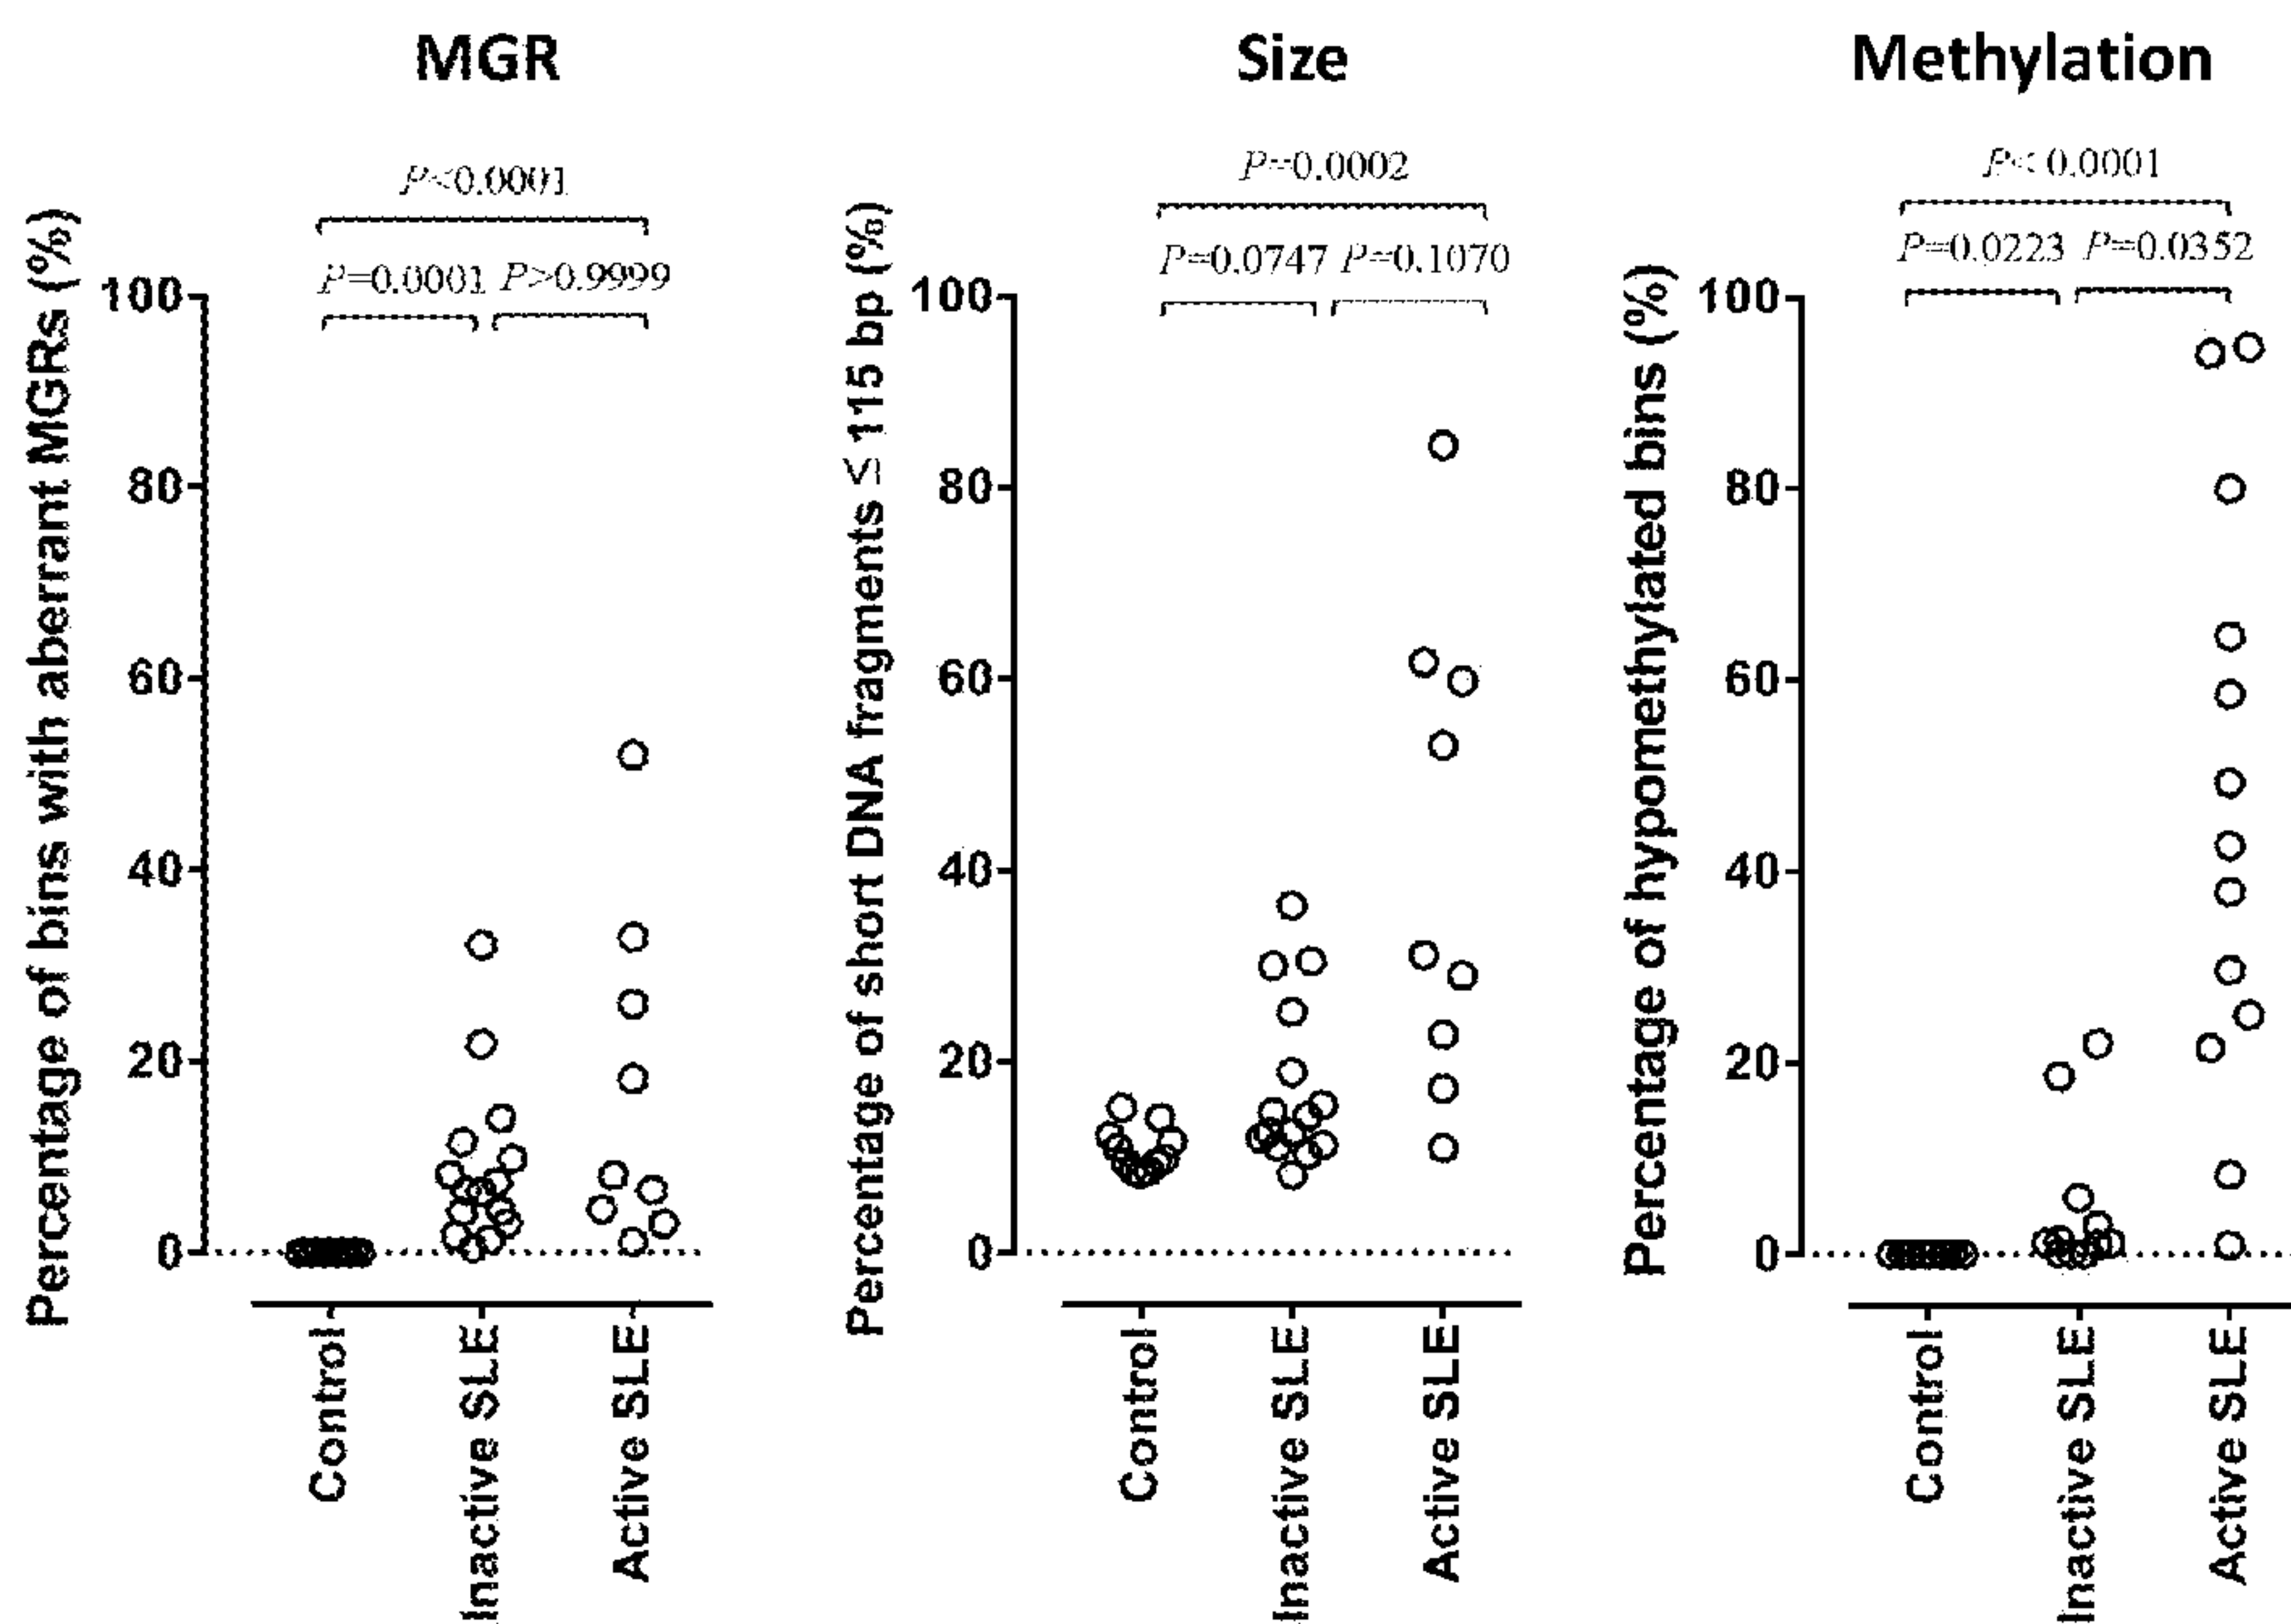 MGR
P<0.0001
P=0.0001 P>0.9999
Percentage of bins with aberrant MGRs (%)
100
80
60
40
20
0
Control
Inactive SLE
Active SLE
Size
P=0.0002
P=0.0747 P=0.1070
Percentage of short DNA fragments ≤ 115 bp (%)
100
80
60
40
20
0
Control
Inactive SLE
Active SLE
Methylation
P< 0.0001
P=0.0223 P=0.0352
Percentage of hypomethylated bins (%)
100
80
60
40
20
0
Control
Inactive SLE
Active SLE